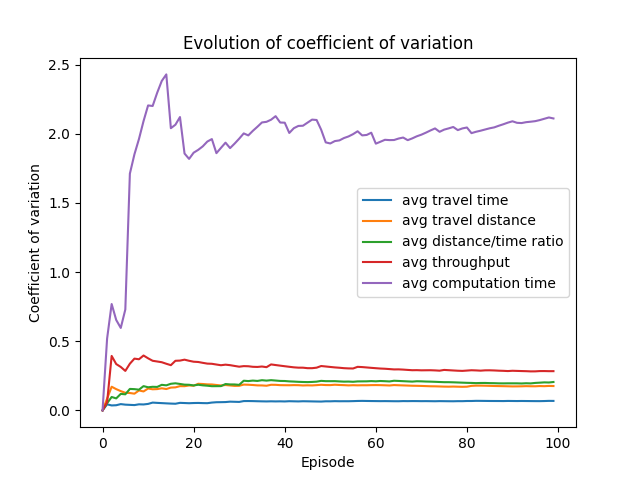 Evolution of coefficient of variation
2.5
2.0
1.5
1.0
0.5
0.0
Coefficient of variation
avg travel time
avg travel distance
avg distance/time ratio
avg throughput
avg computation time
0 20 40 60 80 100
Episode